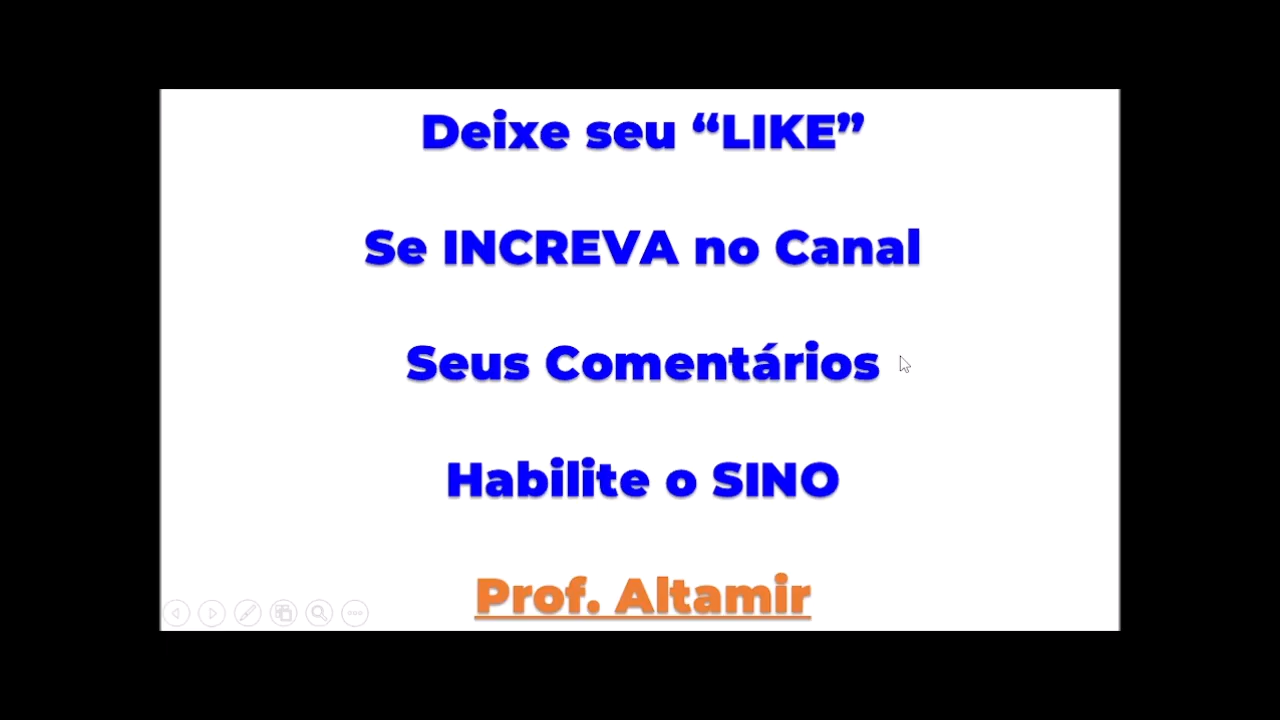 Deixe seu “LIKE”
Se INCREVA no Canal
Seus Comentários
Habilite o SINO
Prof. Altamir